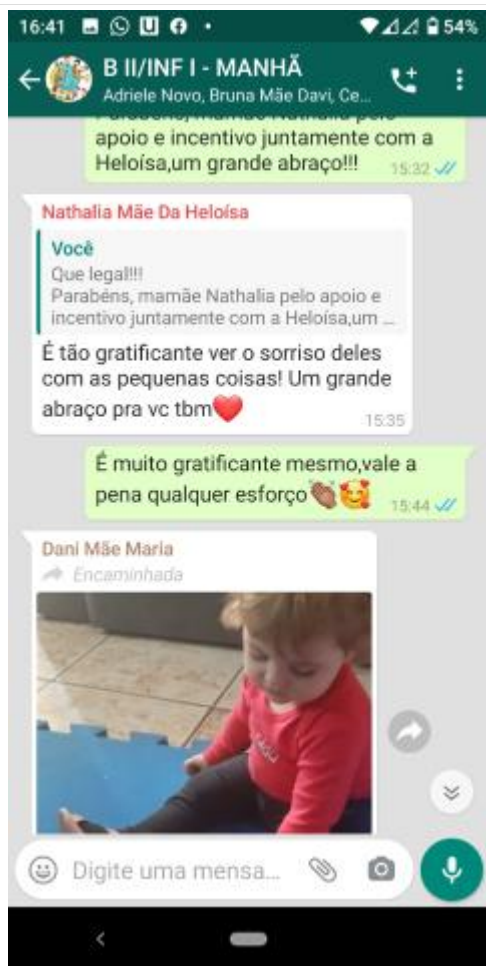 16:41
54%
B II/INF I - MANHÃ
Adriele Novo, Bruna Mãe Davi, Ce...
apoio e incentivo juntamente com a
Heloísa,um grande abraço!!! 15:32
Nathalia Mãe Da Heloísa
Você
Que legal!!!
Parabéns, mamãe Nathalia pelo apoio e
incentivo juntamente com a Heloísa,um ...
É tão gratificante ver o sorriso deles
com as pequenas coisas! Um grande
abraço pra vc tbm❤️
15:35
É muito gratificante mesmo,vale a
pena qualquer esforço👏🏽🥰 15:44
Dani Mãe Maria
Encaminhada
Digite uma mensa...